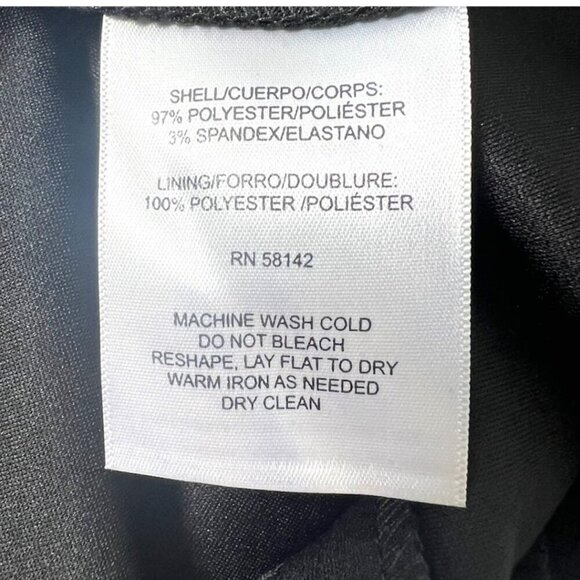 SHELL/CUERPO/CORPS:
97% POLYESTER/POLIÉSTER
3% SPANDEX/ELASTANO
LINING/FORRO/DOUBLURE:
100% POLYESTER /POLIÉSTER
RN 58142
MACHINE WASH COLD
DO NOT BLEACH
RESHAPE, LAY FLAT TO DRY
WARM IRON AS NEEDED
DRY CLEAN